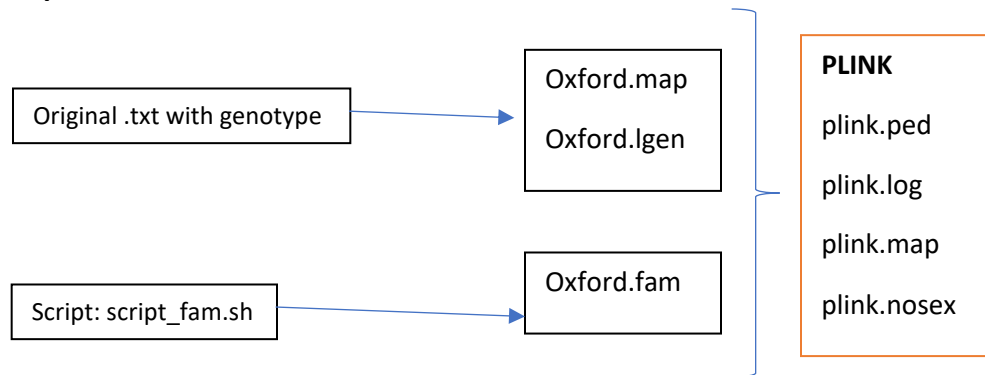 Original .txt with genotype
Oxford.map
Oxford.lgen
Script: script_fam.sh
Oxford.fam
PLINK
plink.ped
plink.log
plink.map
plink.nosex